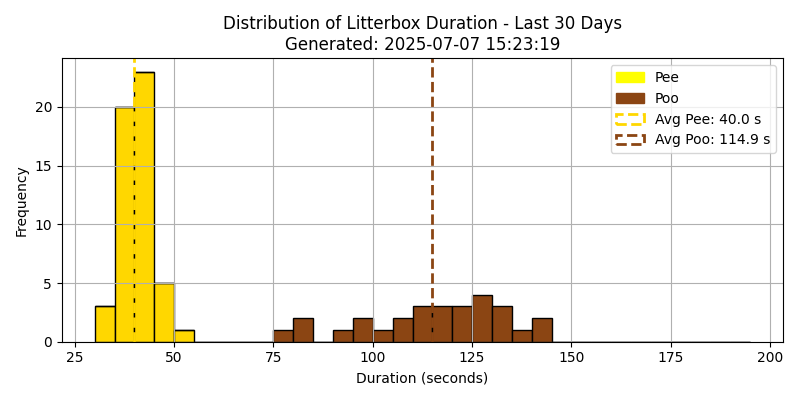 Distribution of Litterbox Duration - Last 30 Days
Generated: 2025-07-07 15:23:19
Pee
Poo
Avg Pee: 40.0 s
Avg Poo: 114.9 s
Frequency
20
15
10
5
0
25 50 75 100 125 150 175 200
Duration (seconds)